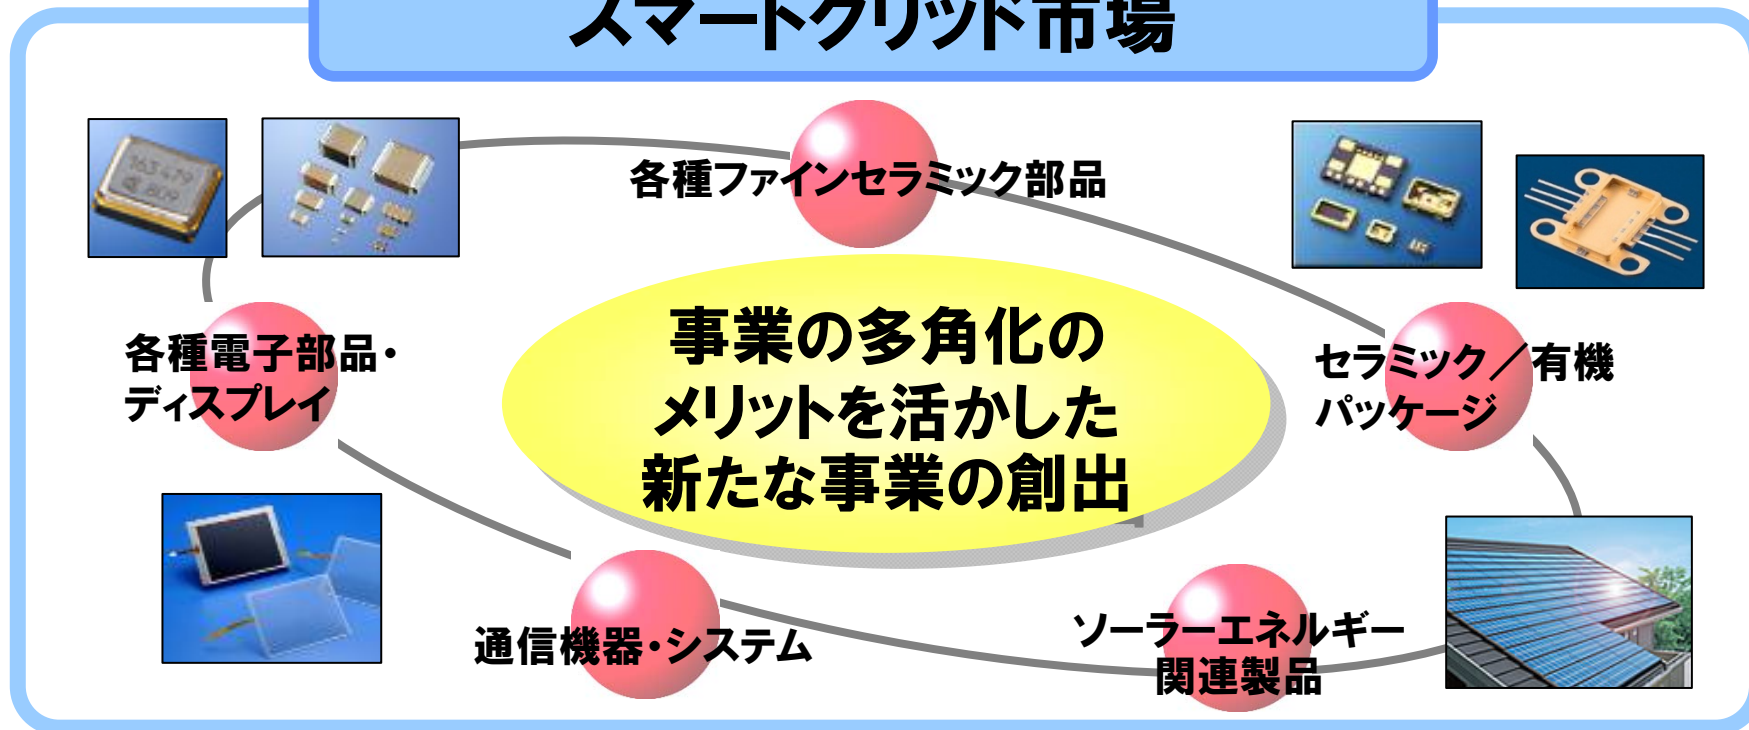 スマートグリッド市場
各種ファインセラミック部品
事業の多角化の
メリットを活かした
新たな事業の創出
各種電子部品・
ディスプレイ
セラミック／有機
パッケージ
通信機器・システム
ソーラーエネルギー
関連製品